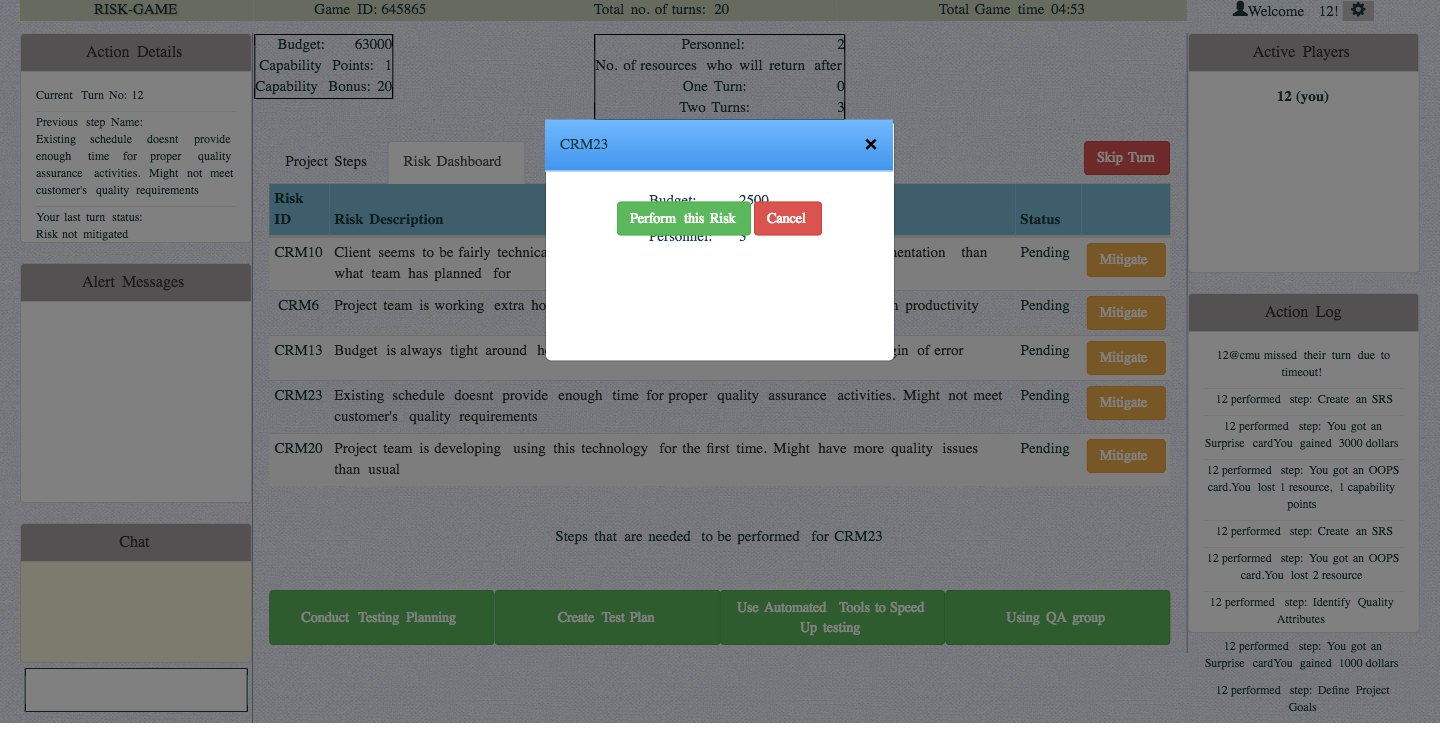 RISK-GAME
Game ID: 645865
Total no. of turns: 20
Total Game time 04:53
Welcome 12!
Action Details
Current Turn No: 12
Previous step Name:
Existing schedule doesnt provide
enough time for proper quality
assurance activities. Might not meet
customer's quality requirements
Your last turn status:
Risk not mitigated
Alert Messages
Chat
Budget: 63000
Capability Points: 1
Capability Bonus: 20
Personnel: 2
No. of resources who will return after
One Turn: 0
Two Turns: 3
Project Steps
Risk Dashboard
Skip Turn
CRM23 ×
Budget: 2500
Perform this Risk Cancel
Personnel: 3
Risk
ID Risk Description Status
CRM10 Client seems to be fairly technica mentation than Pending Mitigate
what team has planned for
CRM6 Project team is working extra ho productivity Pending Mitigate
CRM13 Budget is always tight around of error Pending Mitigate
CRM23 Existing schedule doesnt provide enough time for proper quality assurance activities. Might not meet Pending Mitigate
customer's quality requirements
CRM20 Project team is developing using this technology for the first time. Might have more quality issues Pending Mitigate
than usual
Steps that are needed to be performed for CRM23
Conduct Testing Planning
Create Test Plan
Use Automated Tools to Speed
Up testing
Using QA group
Active Players
12 (you)
Action Log
12@cmu missed their turn due to
timeout!
12 performed step: Create an SRS
12 performed step: You got an
Surprise cardYou gained 3000 dollars
12 performed step: You got an OOPS
card.You lost 1 resource, 1 capability
points
12 performed step: Create an SRS
12 performed step: You got an OOPS
card.You lost 2 resource
12 performed step: Identify Quality
Attributes
12 performed step: You got an
Surprise cardYou gained 1000 dollars
12 performed step: Define Project
Goals